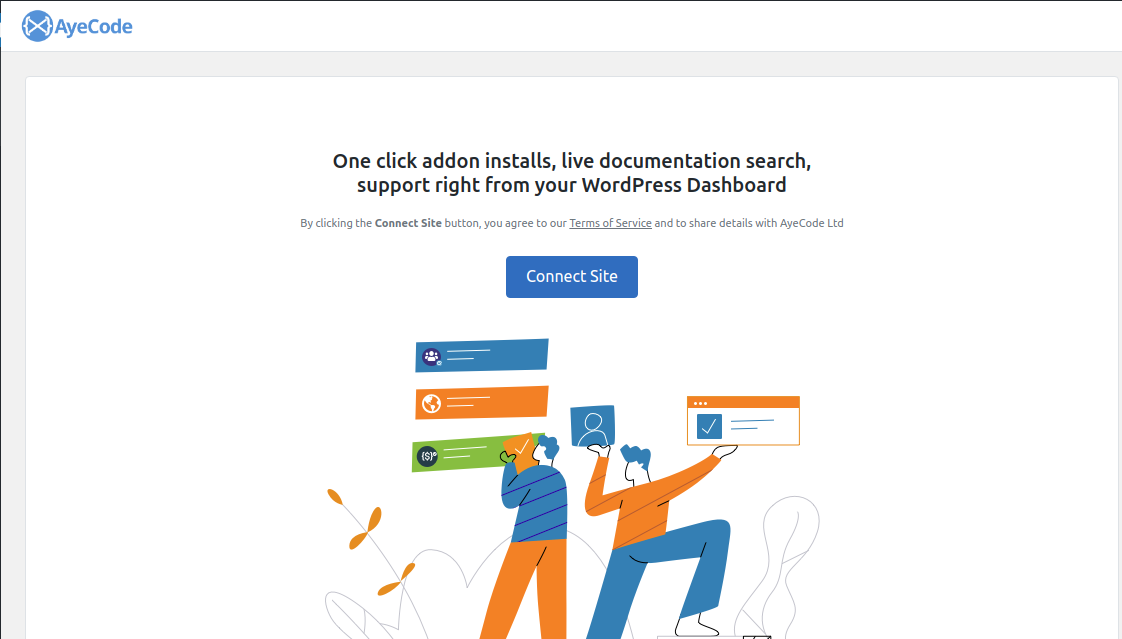 AyeCode
One click addon installs, live documentation search,
support right from your WordPress Dashboard
By clicking the Connect Site button, you agree to our Terms of Service and to share details with AyeCode Ltd
Connect Site